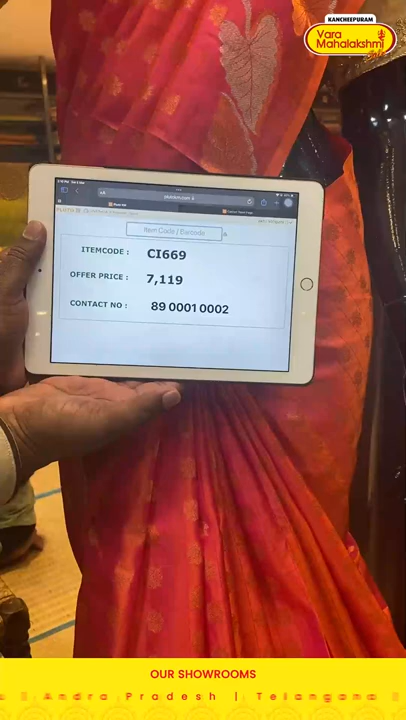 KANCHEEPURAM
Vara
Mahalakshmi
Item Code / Barcode
ITEMCODE : CI669
OFFER PRICE : 7,119
CONTACT NO : 89 0001 0002
OUR SHOWROOMS
Andra Pradesh | Telangana